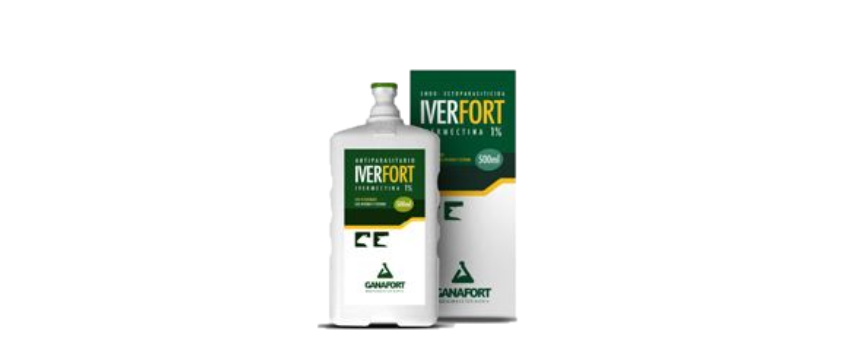 ANTIPARASITARIO
IVERFORT
IVERMECTINA 1%
500ml
GANAFORT
ENDO- ECTOPARASITICIDA
IVERFORT
IVERMECTINA 1%
500ml
GANAFORT